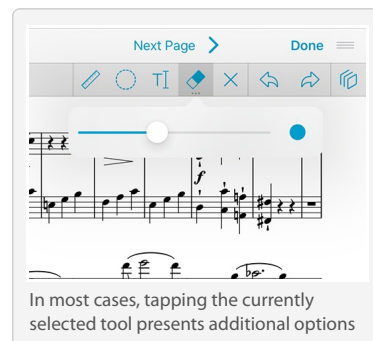 Next Page Done
T
f
In most cases, tapping the currently
selected tool presents additional options